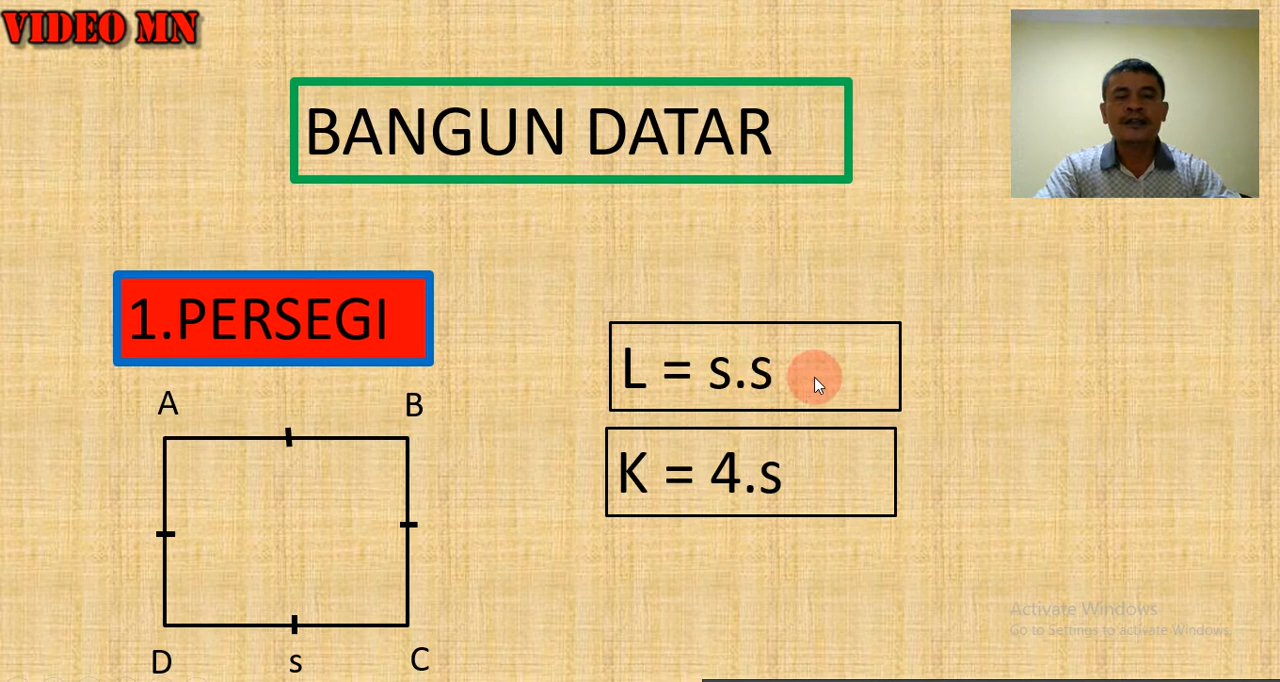 VIDEO MN
BANGUN DATAR
1.PERSEGI
L = s.s
K = 4.s
A
B
D
s
C
Activate Windows
Go to Settings to activate Windows.